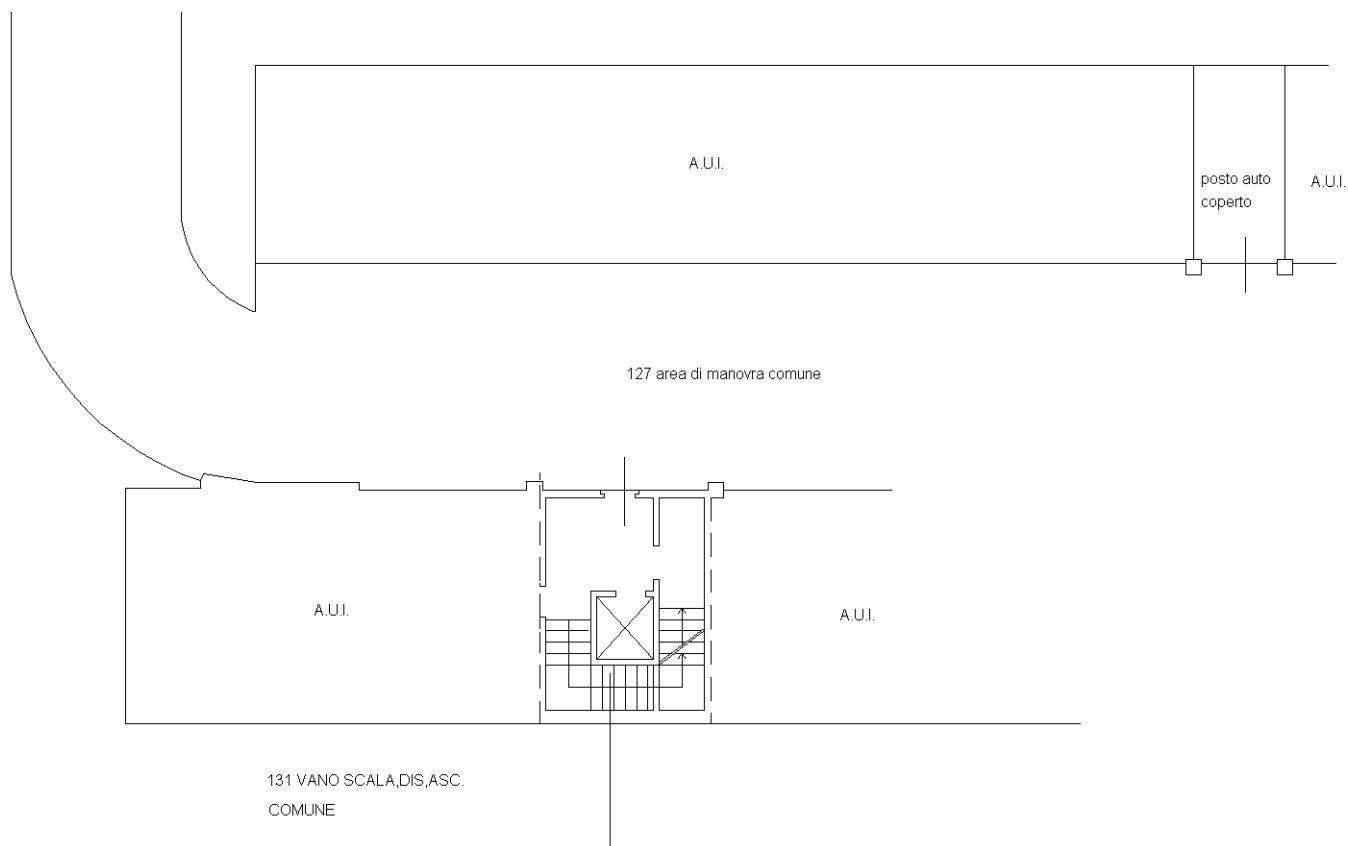 A.U.I.
posto auto
coperto
A.U.I.
127 area di manovra comune
A.U.I.
A.U.I.
131 VANO SCALA,DIS,ASC.
COMUNE